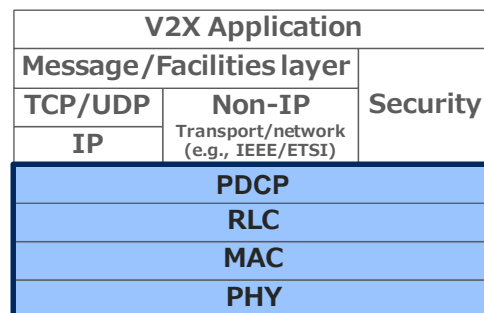 V2X Application
Message/Facilities layer
Security
TCP/UDP
Non-IP
Transport/network
(e.g., IEEE/ETSI)
IP
PDCP
RLC
MAC
PHY